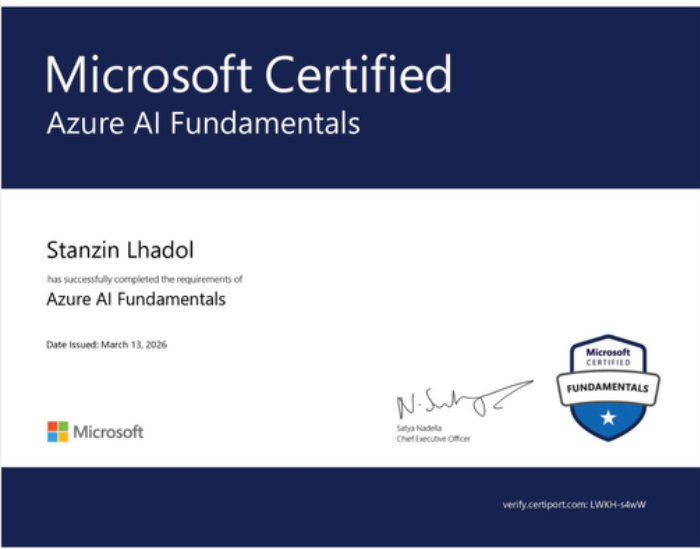 Microsoft Certified
Azure AI Fundamentals
Stanzin Lhadol
has successfully completed the requirements of
Azure AI Fundamentals
Date Issued: March 13, 2026
Microsoft
CERTIFIED
FUNDAMENTALS
N. Satya
Satya Nadella
Chief Executive Officer
Microsoft
verify.certiport.com: LWKH-s4wW